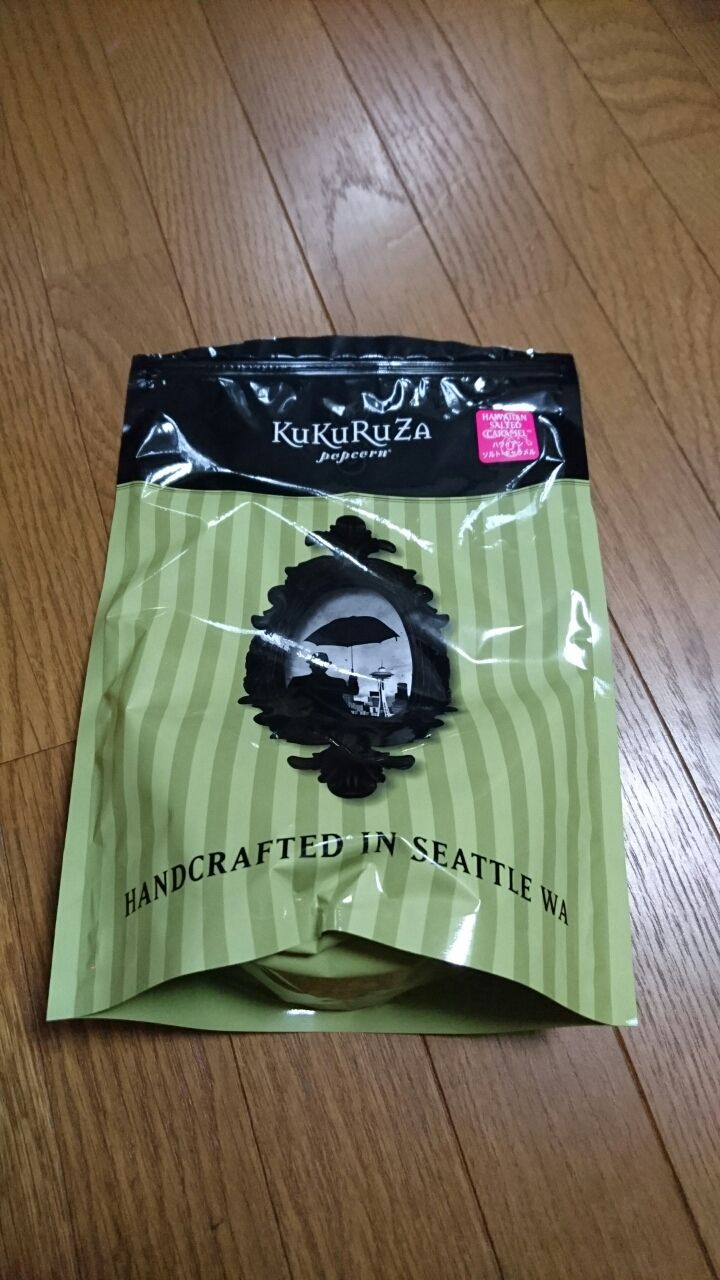 KuKuRuZa
popcorn
HAWAIIAN
SALTED
CARAMEL
ハワイアン
ソルトキャラメル
HANDCRAFTED IN SEATTLE WA